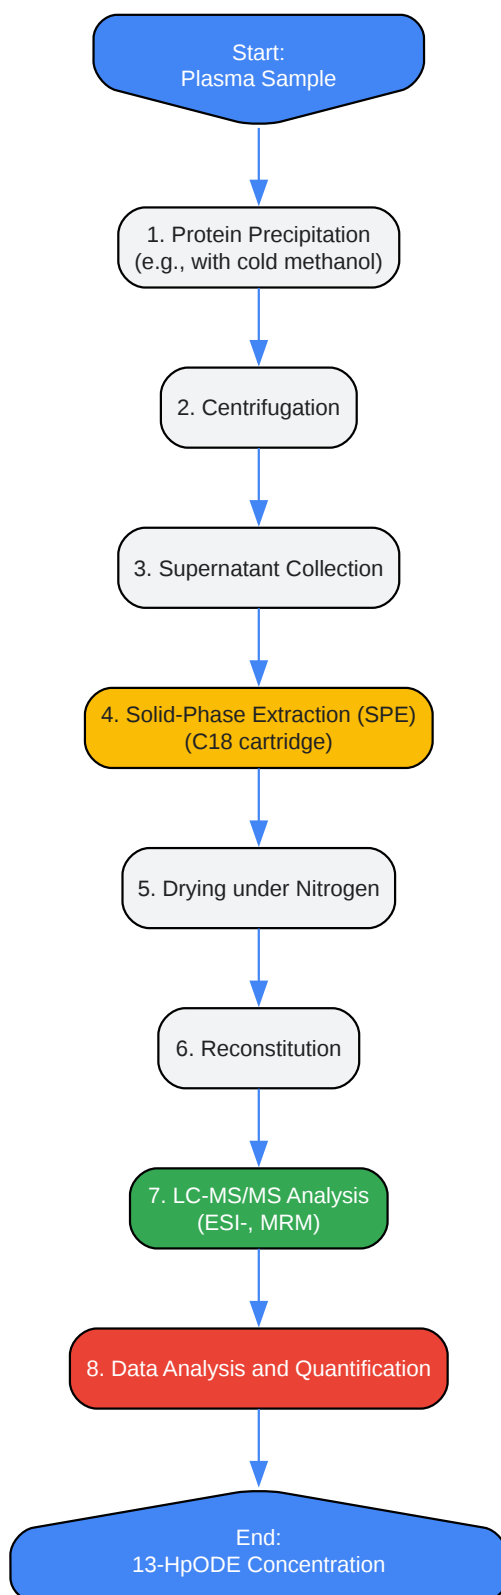 Start:
Plasma Sample
1. Protein Precipitation
(e.g., with cold methanol)
2. Centrifugation
3. Supernatant Collection
4. Solid-Phase Extraction (SPE)
(C18 cartridge)
5. Drying under Nitrogen
6. Reconstitution
7. LC-MS/MS Analysis
(ESI-, MRM)
8. Data Analysis and Quantification
End:
13-HpODE Concentration